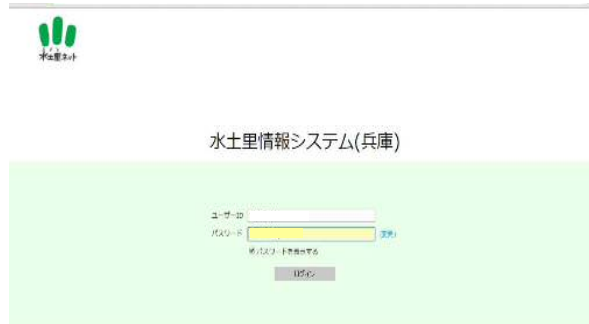 水土里ネット
水土里情報システム(兵庫)
ユーザーID
パスワード (変更)
パスワードを表示する
ログイン